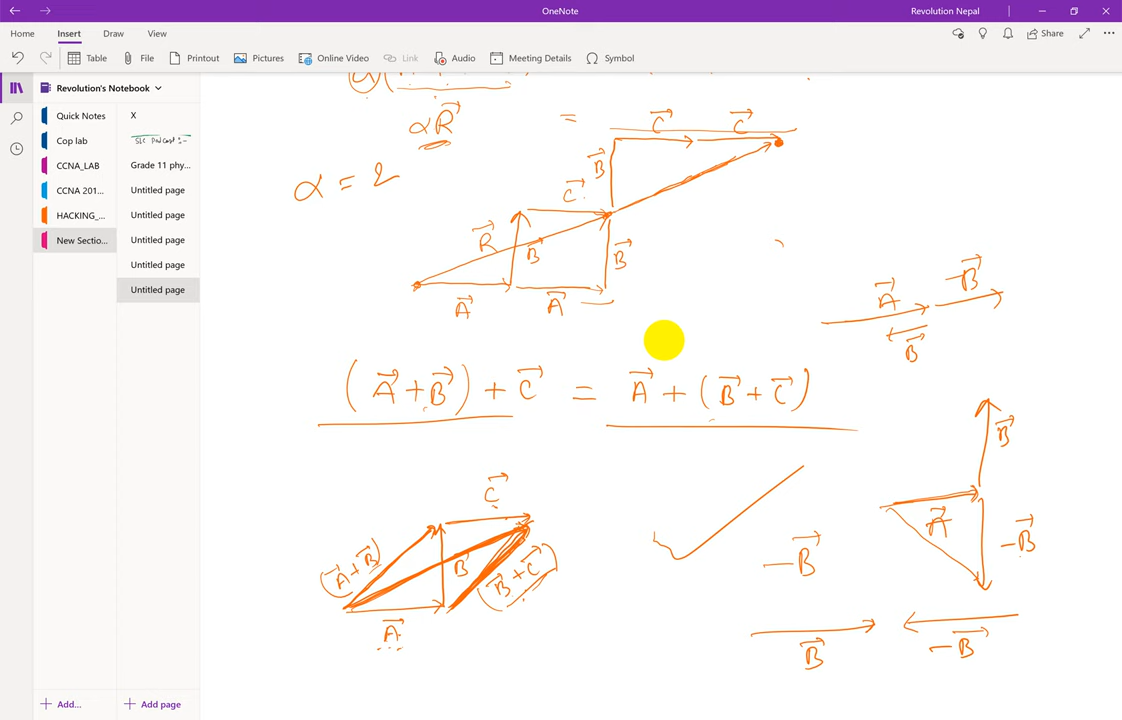 OneNote
Revolution Nepal
Home Insert Draw View
Share
Table File Printout Pictures Online Video Link Audio Meeting Details Symbol
Revolution's Notebook
Quick Notes
Cop lab
CCNA_LAB
CCNA 201...
HACKING_...
New Sectio...
X
Grade 11 phy...
Untitled page
Untitled page
Untitled page
Untitled page
Untitled page
Add...
Add page
αR⃗ =
C⃗ C⃗
B⃗
α = 2
C⃗
R⃗ B⃗ B⃗
A⃗ A⃗
A⃗ -B⃗
B⃗
(A⃗ + B⃗) + C⃗ = A⃗ + (B⃗ + C⃗)
B⃗
C⃗
A⃗
-B⃗
(A⃗ + B⃗) B⃗ (B⃗ + C⃗)
A⃗
-B⃗
B⃗ -B⃗